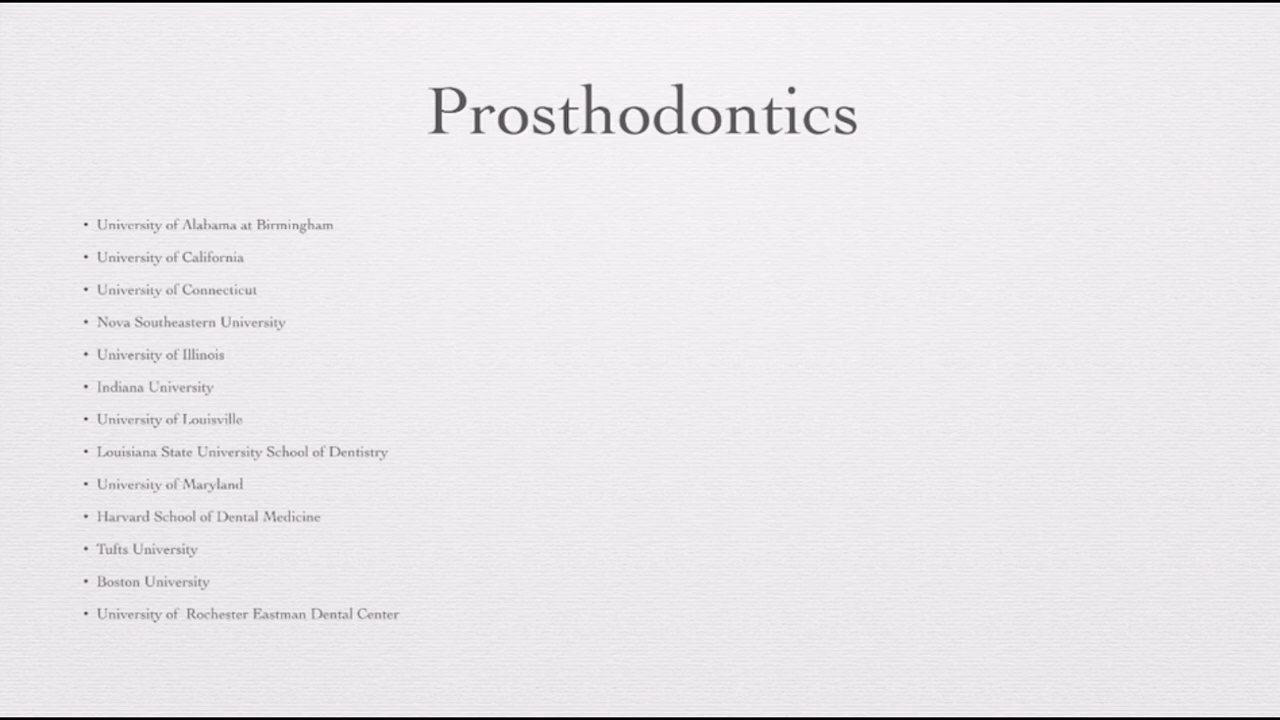 Prosthodontics
• University of Alabama at Birmingham
• University of California
• University of Connecticut
• Nova Southeastern University
• University of Illinois
• Indiana University
• University of Louisville
• Louisiana State University School of Dentistry
• University of Maryland
• Harvard School of Dental Medicine
• Tufts University
• Boston University
• University of  Rochester Eastman Dental Center